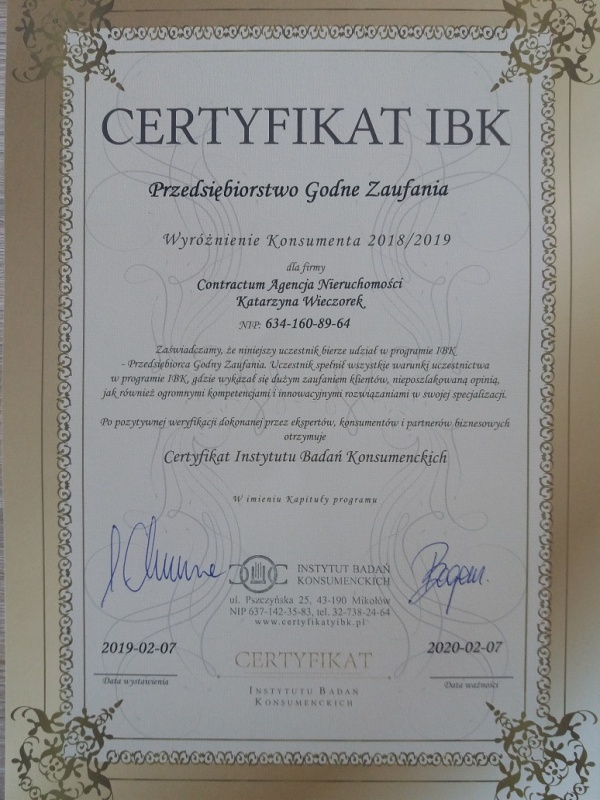 CERTYFIKAT IBK
Przedsiębiorstwo Godne Zaufania
Wyróżnienie Konsumenta 2018/2019
dla firmy
Contractum Agencja Nieruchomości
Katarzyna Wieczorek
NIP: 634-160-89-64
Zaświadczamy, że niniejszy uczestnik bierze udział w programie IBK
- Przedsiębiorca Godny Zaufania. Uczestnik spełnił wszystkie warunki uczestnictwa
w programie IBK, gdzie wykazał się dużym zaufaniem klientów, nieposzlakowaną opinią,
jak również ogromnymi kompetencjami i innowacyjnymi rozwiązaniami w swojej specjalizacji.
Po pozytywnej weryfikacji dokonanej przez ekspertów, konsumentów i partnerów biznesowych
otrzymuje
Certyfikat Instytutu Badań Konsumenckich
W imieniu Kapituły programu
INSTYTUT BADAŃ
KONSUMENCKICH
ul. Pszczyńska 25, 43-190 Mikołów
NIP 637-142-35-83, tel. 32-738-24-64
www.certyfikatyibk.pl
2019-02-07
Data wystawienia
2020-02-07
Data ważności
CERTYFIKAT
INSTYTUTU BADAŃ
KONSUMENCKICH